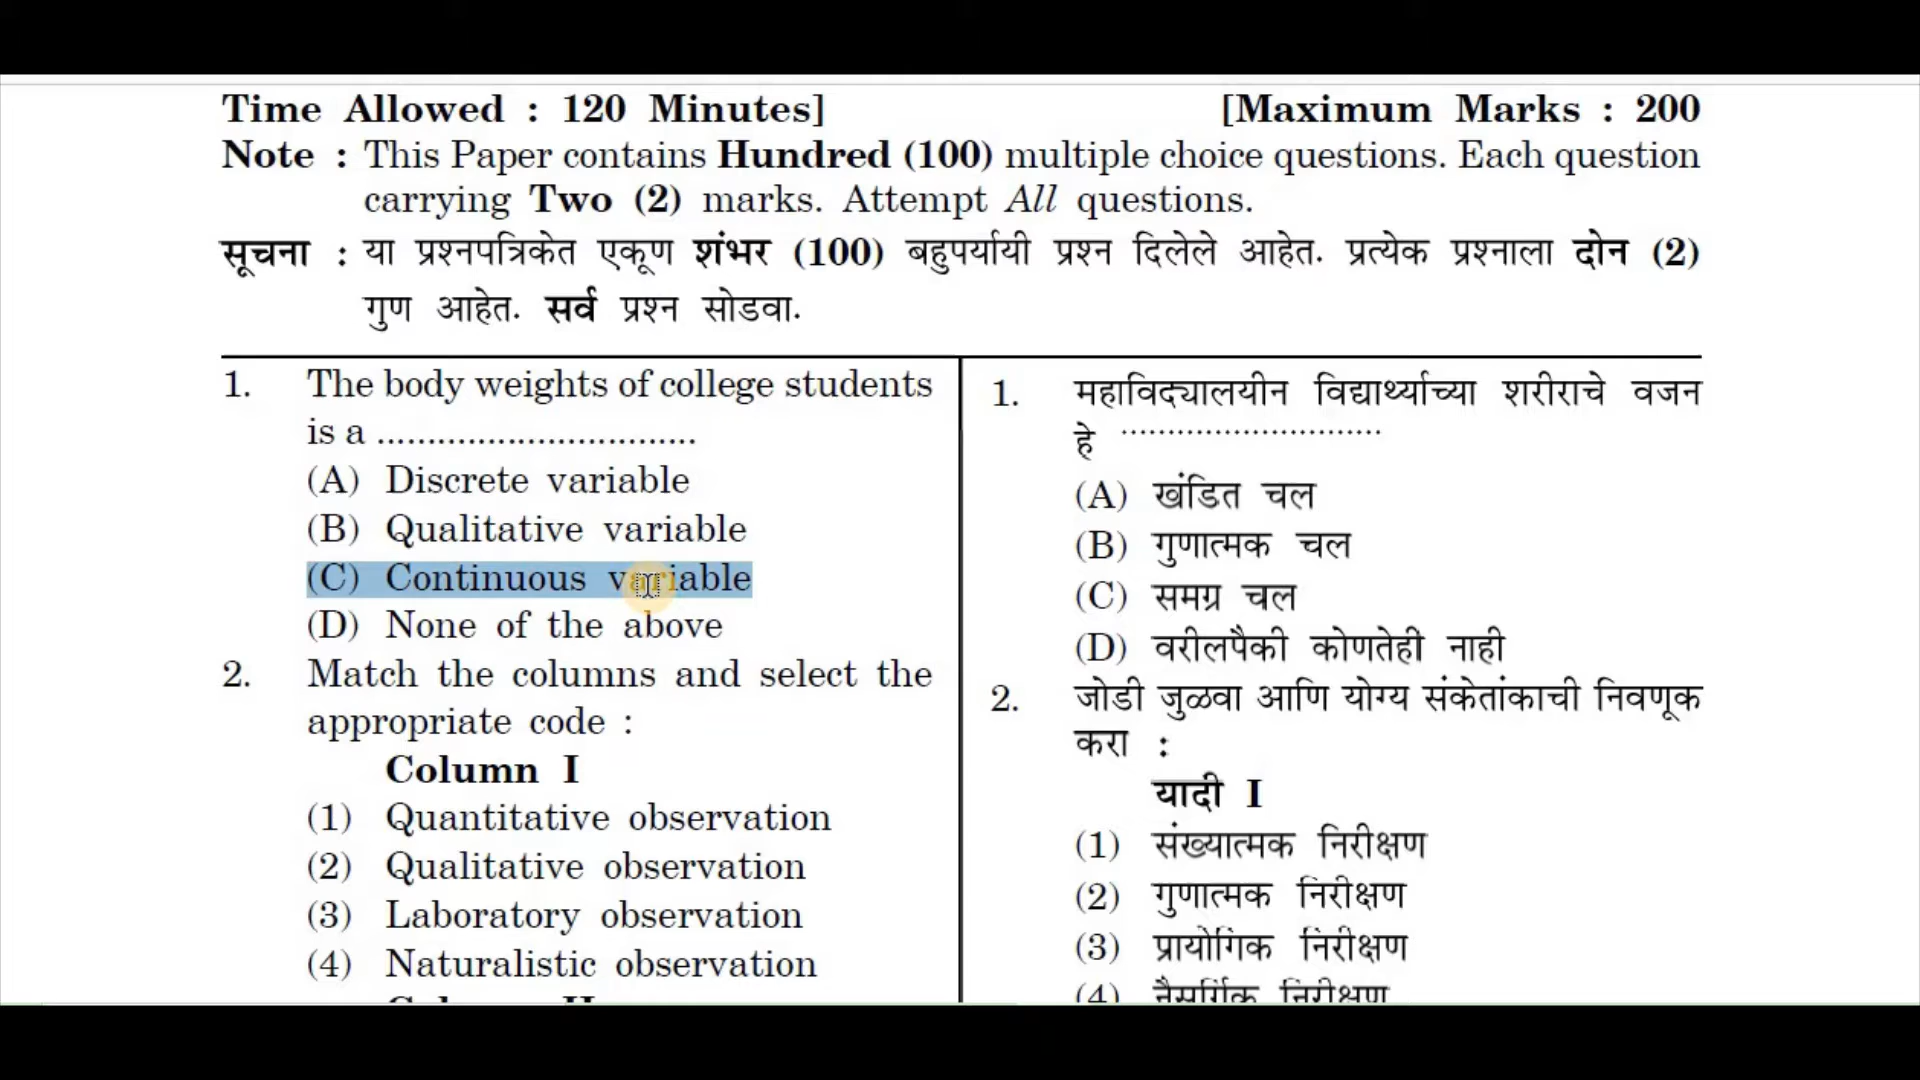 Time Allowed : 120 Minutes] [Maximum Marks : 200
Note : This Paper contains Hundred (100) multiple choice questions. Each question
carrying Two (2) marks. Attempt All questions.
सूचना : या प्रश्नपत्रिकेत एकूण शंभर (100) बहुपर्यायी प्रश्न दिलेले आहेत. प्रत्येक प्रश्नाला दोन (2)
गुण आहेत. सर्व प्रश्न सोडवा.
1. The body weights of college students
is a ................................
(A) Discrete variable
(B) Qualitative variable
(C) Continuous variable
(D) None of the above
2. Match the columns and select the
appropriate code :
Column I
(1) Quantitative observation
(2) Qualitative observation
(3) Laboratory observation
(4) Naturalistic observation
1. महाविद्यालयीन विद्यार्थ्याच्या शरीराचे वजन
हे ............................
(A) खंडित चल
(B) गुणात्मक चल
(C) समग्र चल
(D) वरीलपैकी कोणतेही नाही
2. जोडी जुळवा आणि योग्य संकेतांकाची निवणूक
करा :
यादी I
(1) संख्यात्मक निरीक्षण
(2) गुणात्मक निरीक्षण
(3) प्रायोगिक निरीक्षण
(4) नैसर्गिक निरीक्षण